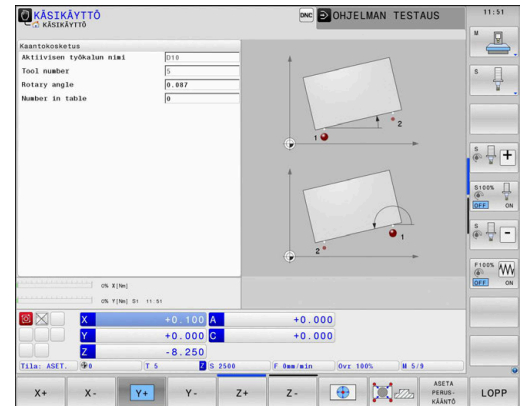 KÄSIKÄYTTÖ
KÄSIKÄYTTÖ
DNC
OHJELMAN TESTAUS
11:51
Kaantokosketus
Aktiivisen työkalun nimi D10
Tool number 5
Rotary angle 0.087
Number in table 0
1
2
2
1
M
S
S
+
S100%
OFF ON
S
-
F100%
OFF ON
0% X[Nm]
0% Y[Nm] S1 11:51
X +0.100 A +0.000
Y +0.000 C +0.000
Z -8.250
Tila: ASET. 0 T 5 Z S 2500 F 0mm/min Ovr 100% M 5/9
X+ X- Y+ Y- Z+ Z- ASETA PERUS-KÄÄNTÖ LOPP